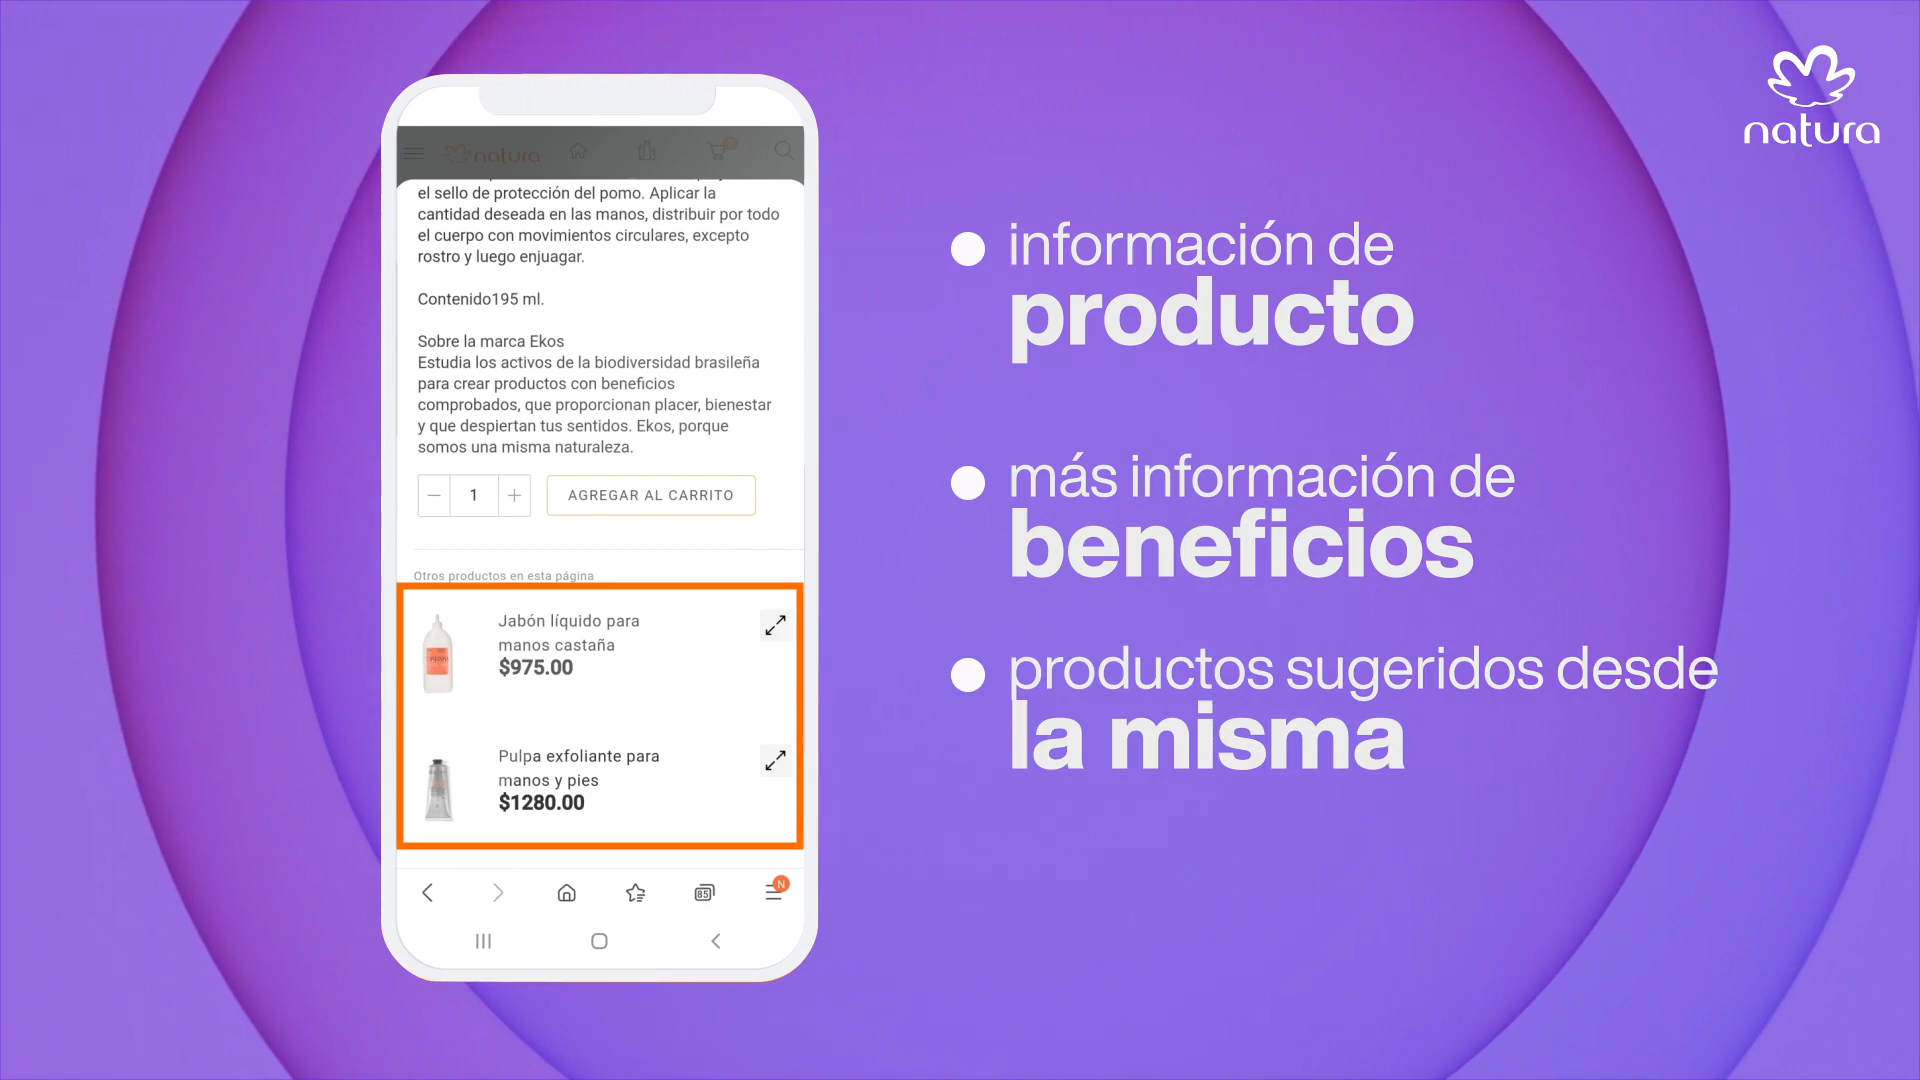 natura
natura
el sello de protección del pomo. Aplicar la
cantidad deseada en las manos, distribuir por todo
el cuerpo con movimientos circulares, excepto
rostro y luego enjuagar.
Contenido195 ml.
Sobre la marca Ekos
Estudia los activos de la biodiversidad brasileña
para crear productos con beneficios
comprobados, que proporcionan placer, bienestar
y que despiertan tus sentidos. Ekos, porque
somos una misma naturaleza.
1
AGREGAR AL CARRITO
Otros productos en esta página
Jabón líquido para
manos castaña
$975.00
Pulpa exfoliante para
manos y pies
$1280.00
85
N
información de
producto
más información de
beneficios
productos sugeridos desde
la misma